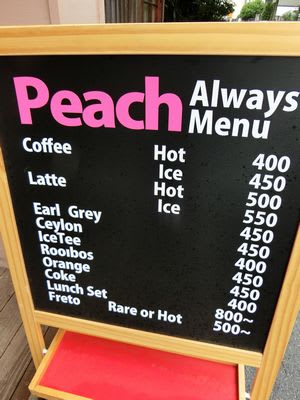 Peach Always Menu
Coffee Hot 400
Ice 450
Latte Hot 500
Ice 550
Earl Grey 450
Ceylon 450
IceTee 400
Rooibos 450
Orange 450
Coke 400
Lunch Set 800~
Freto Rare or Hot 500~